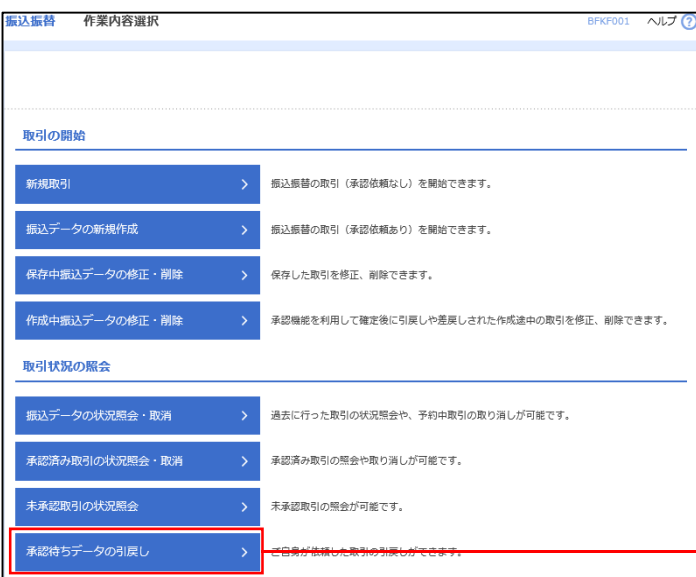 振込振替 作業内容選択 BFKF001 ヘルプ ?
取引の開始
新規取引 振込振替の取引（承認依頼なし）を開始できます。
振込データの新規作成 振込振替の取引（承認依頼あり）を開始できます。
保存中振込データの修正・削除 保存した取引を修正、削除できます。
作成中振込データの修正・削除 承認機能を利用して確定後に引戻しや差戻しされた作成途中の取引を修正、削除できます。
取引状況の照会
振込データの状況照会・取消 過去に行った取引の状況照会や、予約中取引の取り消しが可能です。
承認済み取引の状況照会・取消 承認済み取引の照会や取り消しが可能です。
未承認取引の状況照会 未承認取引の照会が可能です。
承認待ちデータの引戻し ご自身が依頼した取引の引戻しができます。